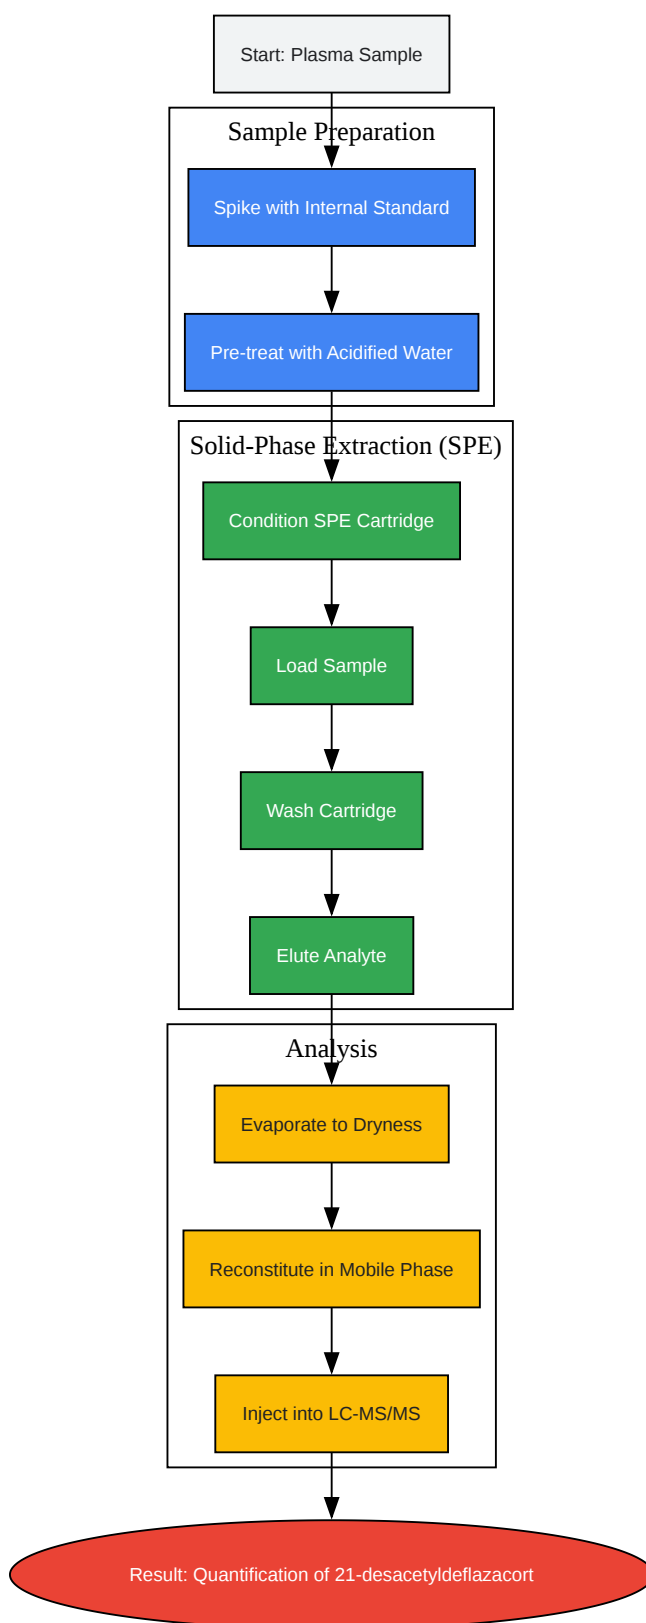 Start: Plasma Sample
Sample Preparation
Spike with Internal Standard
Pre-treat with Acidified Water
Solid-Phase Extraction (SPE)
Condition SPE Cartridge
Load Sample
Wash Cartridge
Elute Analyte
Analysis
Evaporate to Dryness
Reconstitute in Mobile Phase
Inject into LC-MS/MS
Result: Quantification of 21-desacetyldeflazacort